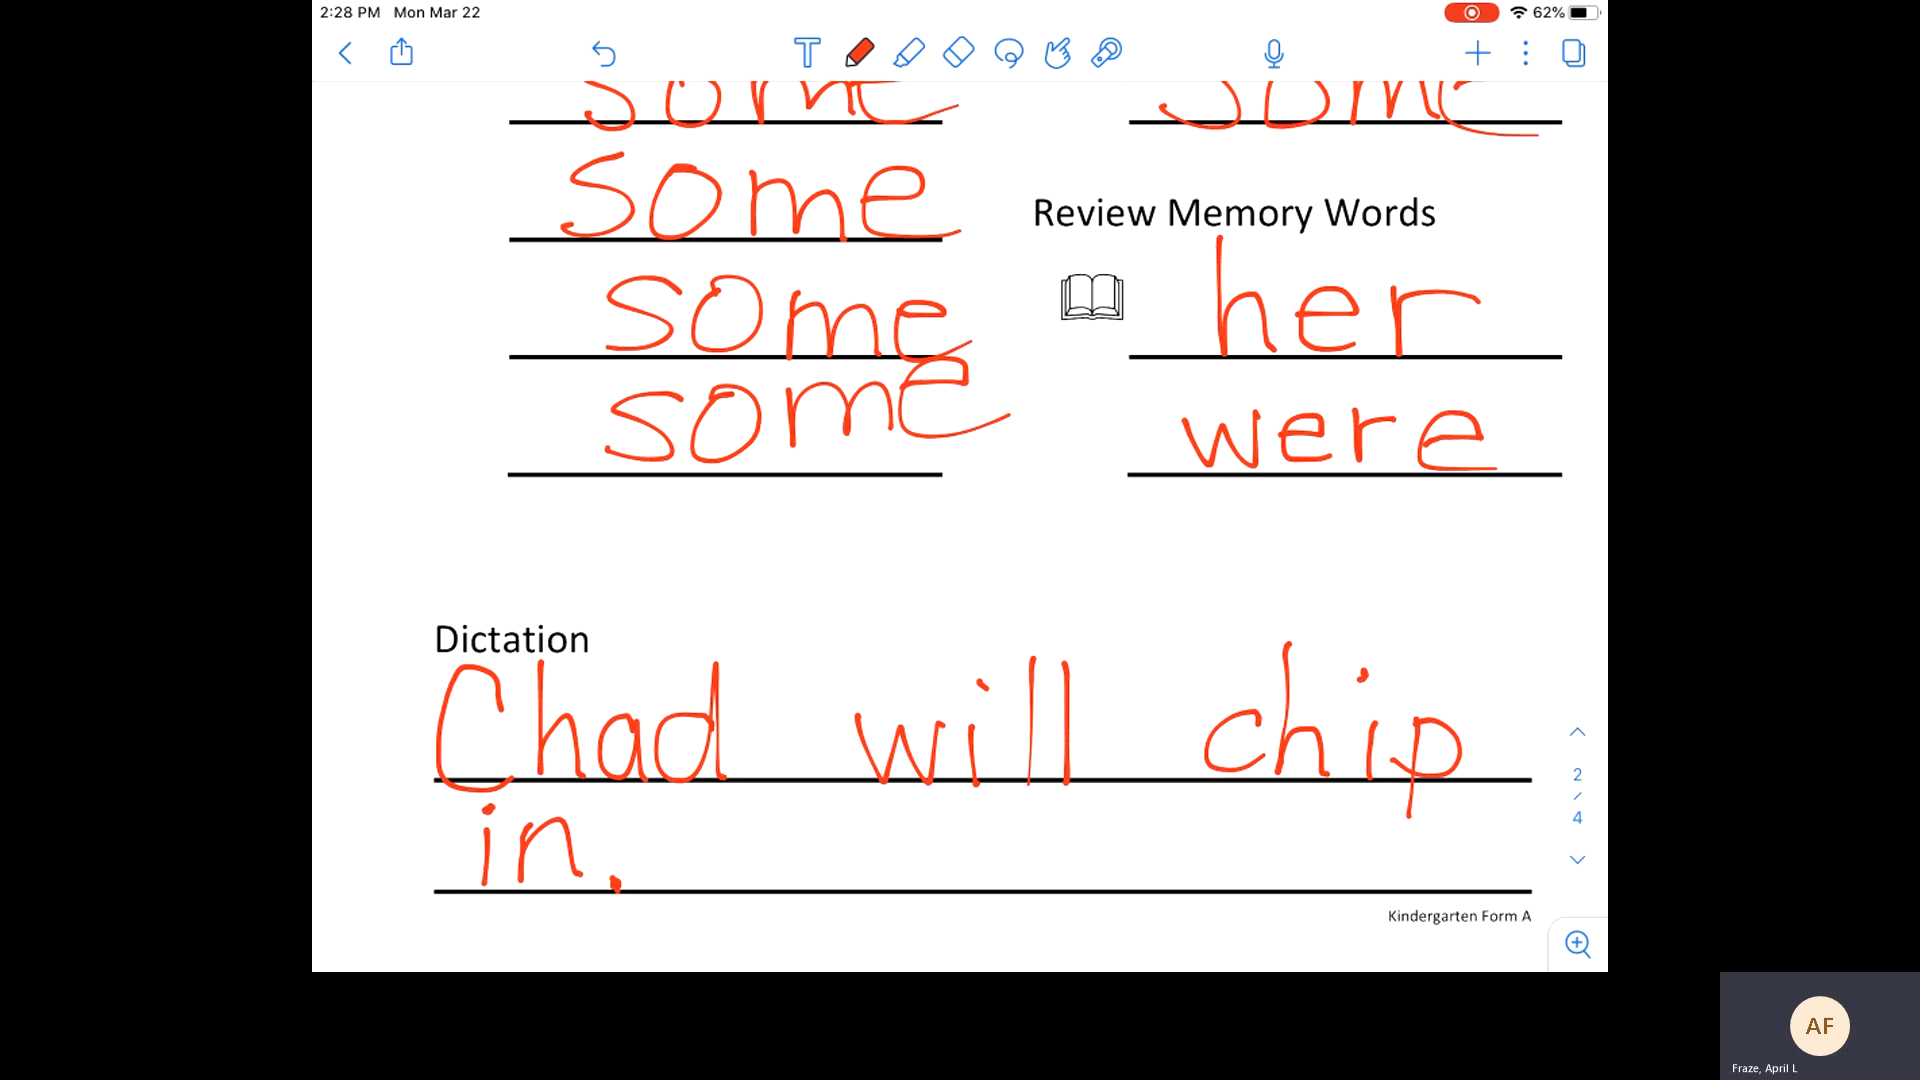 2:28 PM Mon Mar 22
62%
some
some
some
some
some
Review Memory Words
her
were
Dictation
Chad will chip
in.
2
/
4
Kindergarten Form A
AF
Fraze, April L